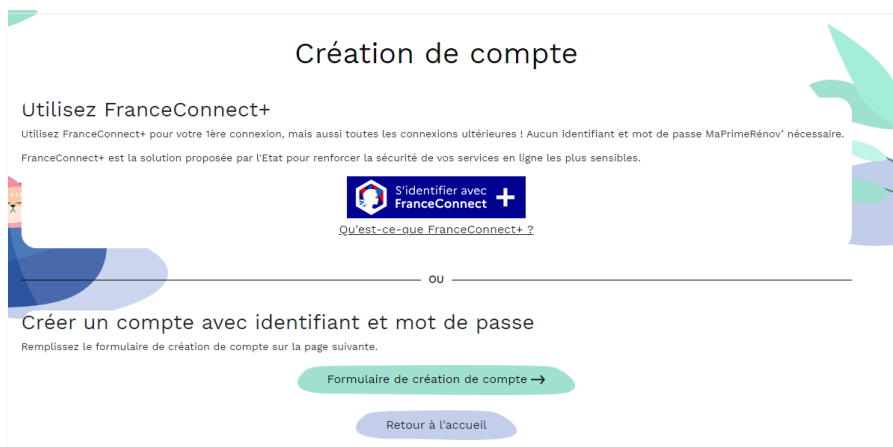 Création de compte
Utilisez FranceConnect+
Utilisez FranceConnect+ pour votre 1ère connexion, mais aussi toutes les connexions ultérieures ! Aucun identifiant et mot de passe MaPrimeRénov' nécessaire.
FranceConnect+ est la solution proposée par l'Etat pour renforcer la sécurité de vos services en ligne les plus sensibles.
S'identifier avec
FranceConnect
Qu'est-ce-que FranceConnect+ ?
OU
Créer un compte avec identifiant et mot de passe
Remplissez le formulaire de création de compte sur la page suivante.
Formulaire de création de compte →
Retour à l'accueil